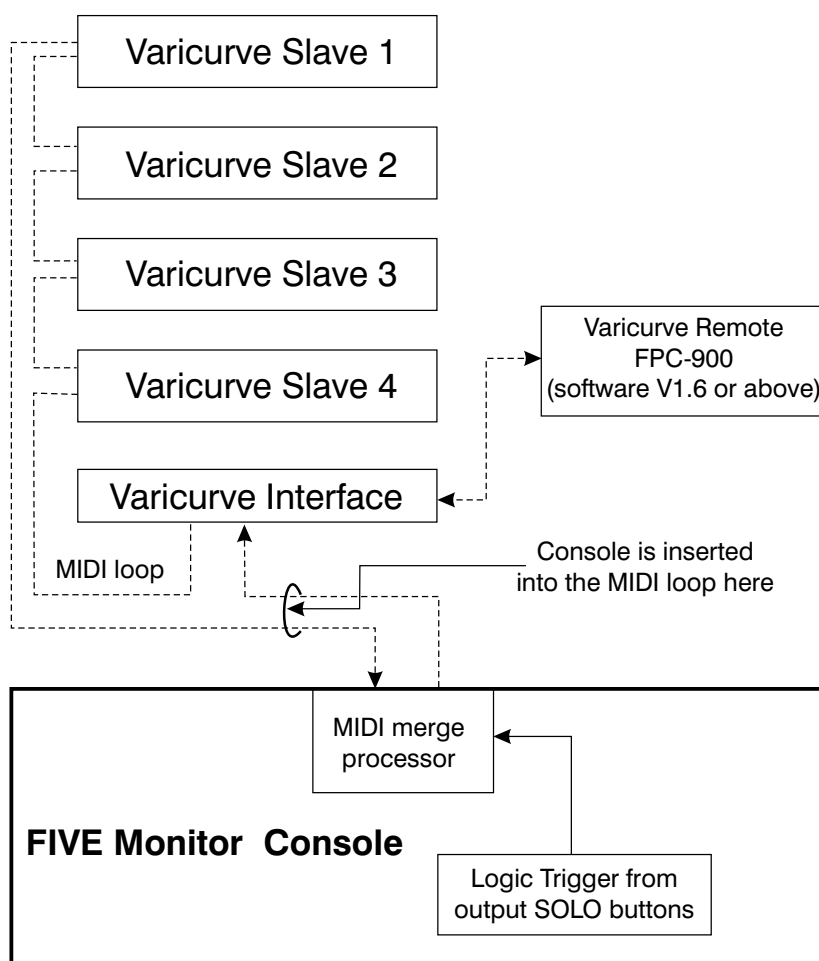 Varicurve Slave 1
Varicurve Slave 2
Varicurve Slave 3
Varicurve Remote
FPC-900
(software V1.6 or above)
Varicurve Slave 4
Varicurve Interface
MIDI loop
Console is inserted
into the MIDI loop here
MIDI merge
processor
FIVE Monitor Console
Logic Trigger from
output SOLO buttons